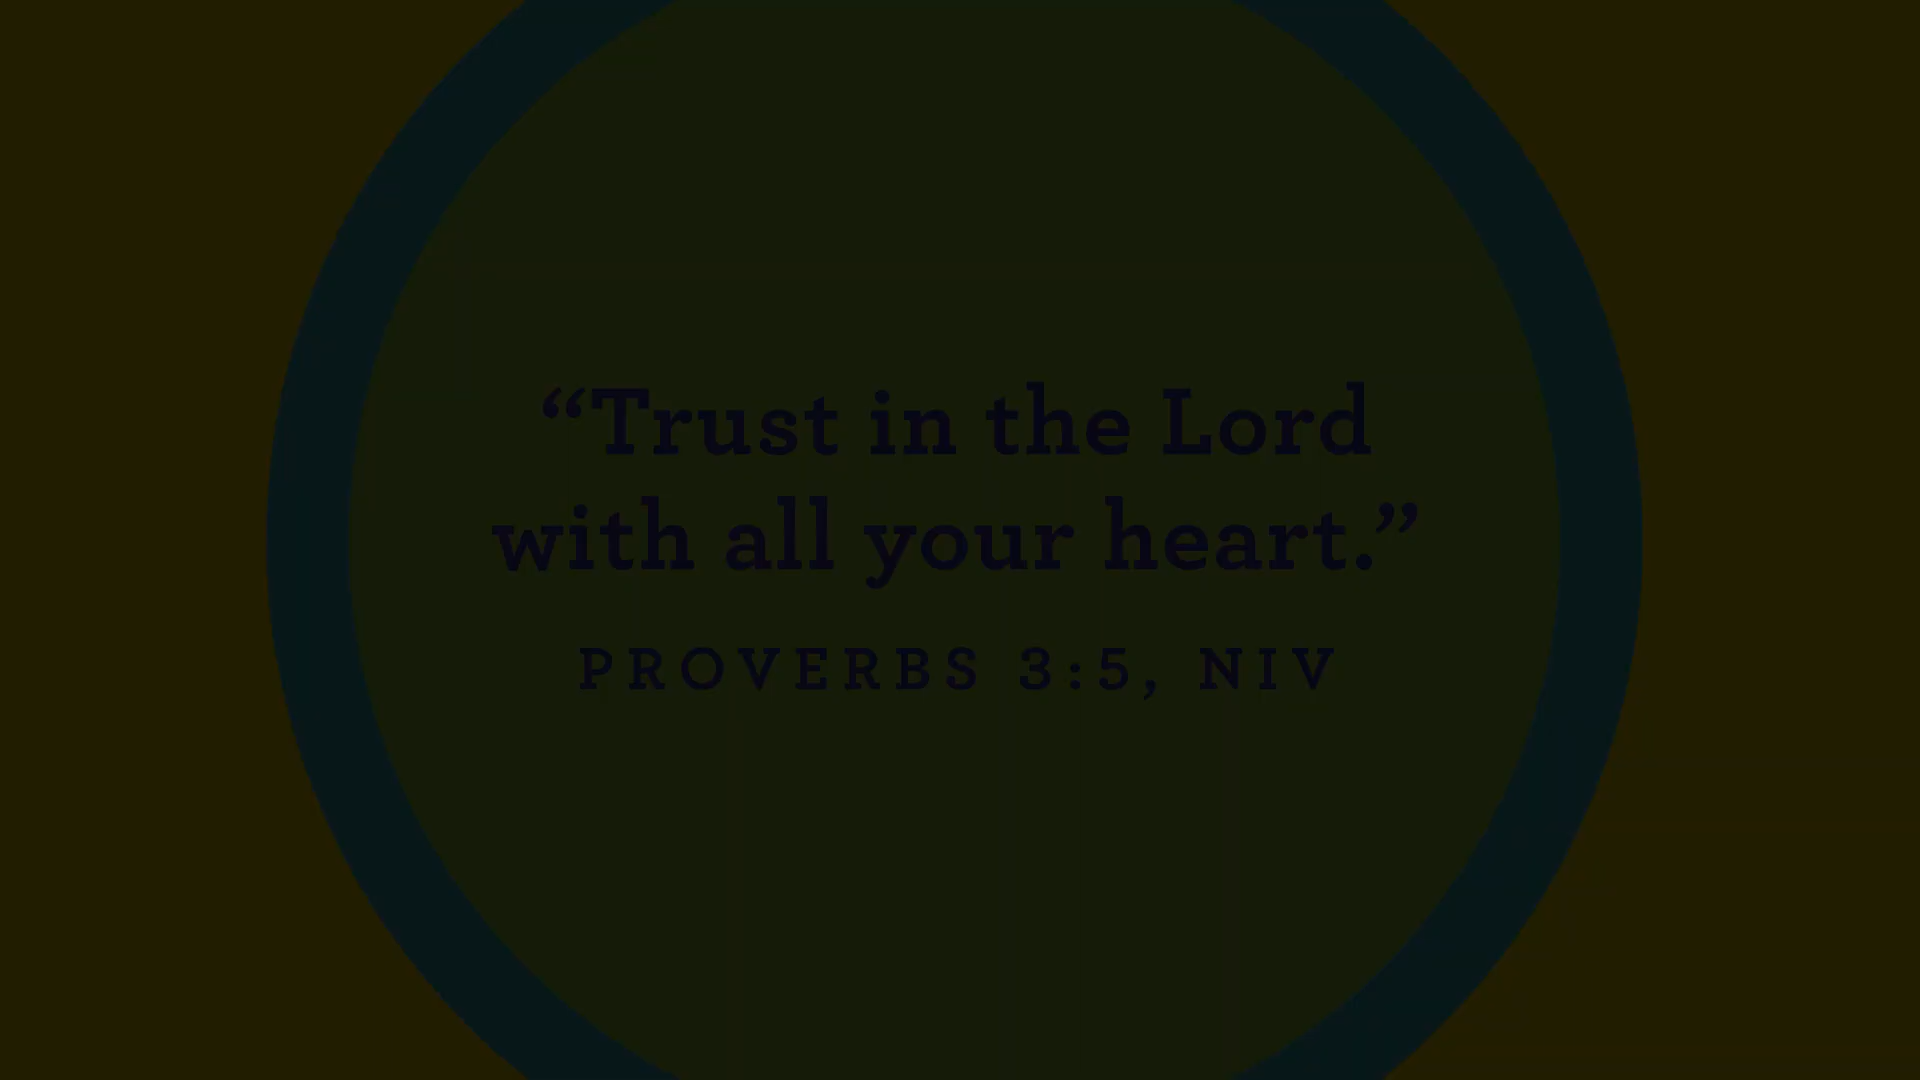 “Trust in the Lord
with all your heart.”
PROVERBS 3:5, NIV